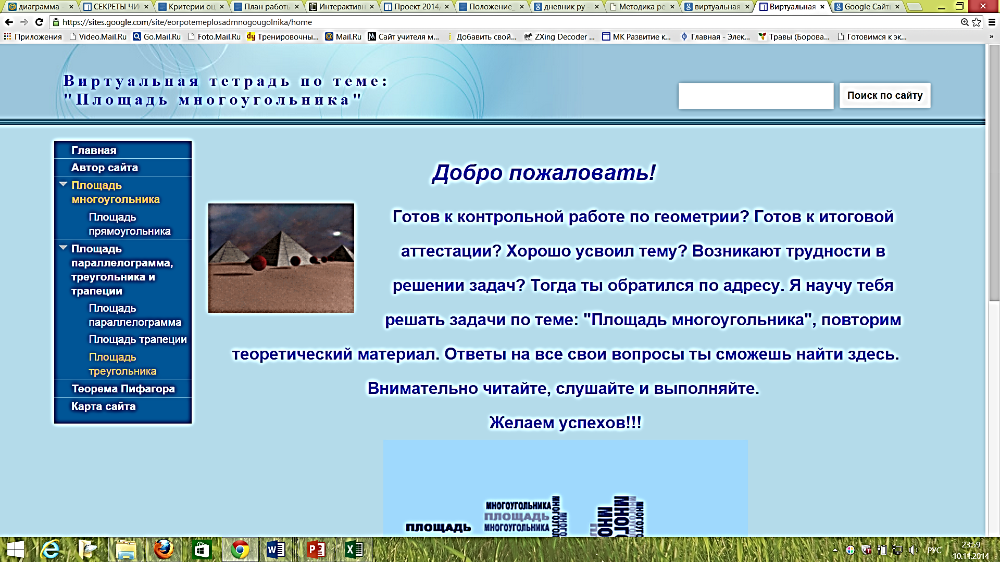 диаграмма -
СЕКРЕТЫ ЧИ
Критерии оц
План работь
Интерактивн
Проект 2014
Положение_
дневник ру -
Методика ре
виртуальная
Виртуальная
Google Сайть
https://sites.google.com/site/eorpotemeplosadmnogougolnika/home
Приложения Video.Mail.Ru Go.Mail.Ru Foto.Mail.Ru Тренировочны... Mail.Ru Сайт учителя м... Добавить свой... ZXing Decoder ... МК Развитие к... Главная - Элек... Травы (Борова... Готовимся к эк... »
Виртуальная тетрадь по теме:
"Площадь многоугольника"
Поиск по сайту
Главная
Автор сайта
Площадь
многоугольника
Площадь
прямоугольника
Площадь
параллелограмма,
треугольника и
трапеции
Площадь
параллелограмма
Площадь трапеции
Площадь
треугольника
Теорема Пифагора
Карта сайта
Добро пожаловать!
Готов к контрольной работе по геометрии? Готов к итоговой
аттестации? Хорошо усвоил тему? Возникают трудности в
решении задач? Тогда ты обратился по адресу. Я научу тебя
решать задачи по теме: "Площадь многоугольника", повторим
теоретический материал. Ответы на все свои вопросы ты сможешь найти здесь.
Внимательно читайте, слушайте и выполняйте.
Желаем успехов!!!
МНОГОУГОЛЬНИКА
ПЛОЩАДЬ
МНОГОУГОЛЬНИКА
ПЛОЩАДЬ
РУС
23:59
10.11.2014